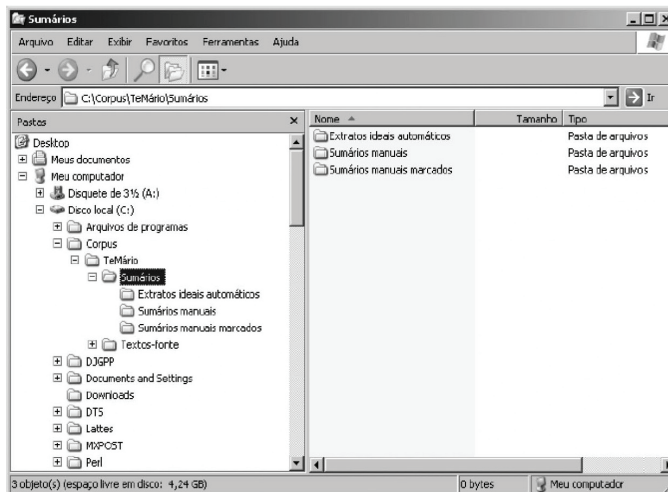 Sumários
Arquivo Editar Exibir Favoritos Ferramentas Ajuda
Endereço C:\Corpus\TeMário\Sumários Ir
Pastas
Desktop
Meus documentos
Meu computador
Disquete de 3½ (A:)
Disco local (C:)
Arquivos de programas
Corpus
TeMário
Sumários
Extratos ideais automáticos
Sumários manuais
Sumários manuais marcados
Textos-fonte
DJGPP
Documents and Settings
Downloads
DTS
Lattes
MXPOST
Perl
Nome Tamanho Tipo
Extratos ideais automáticos Pasta de arquivos
Sumários manuais Pasta de arquivos
Sumários manuais marcados Pasta de arquivos
3 objeto(s) (espaço livre em disco: 4,24 GB) 0 bytes Meu computador